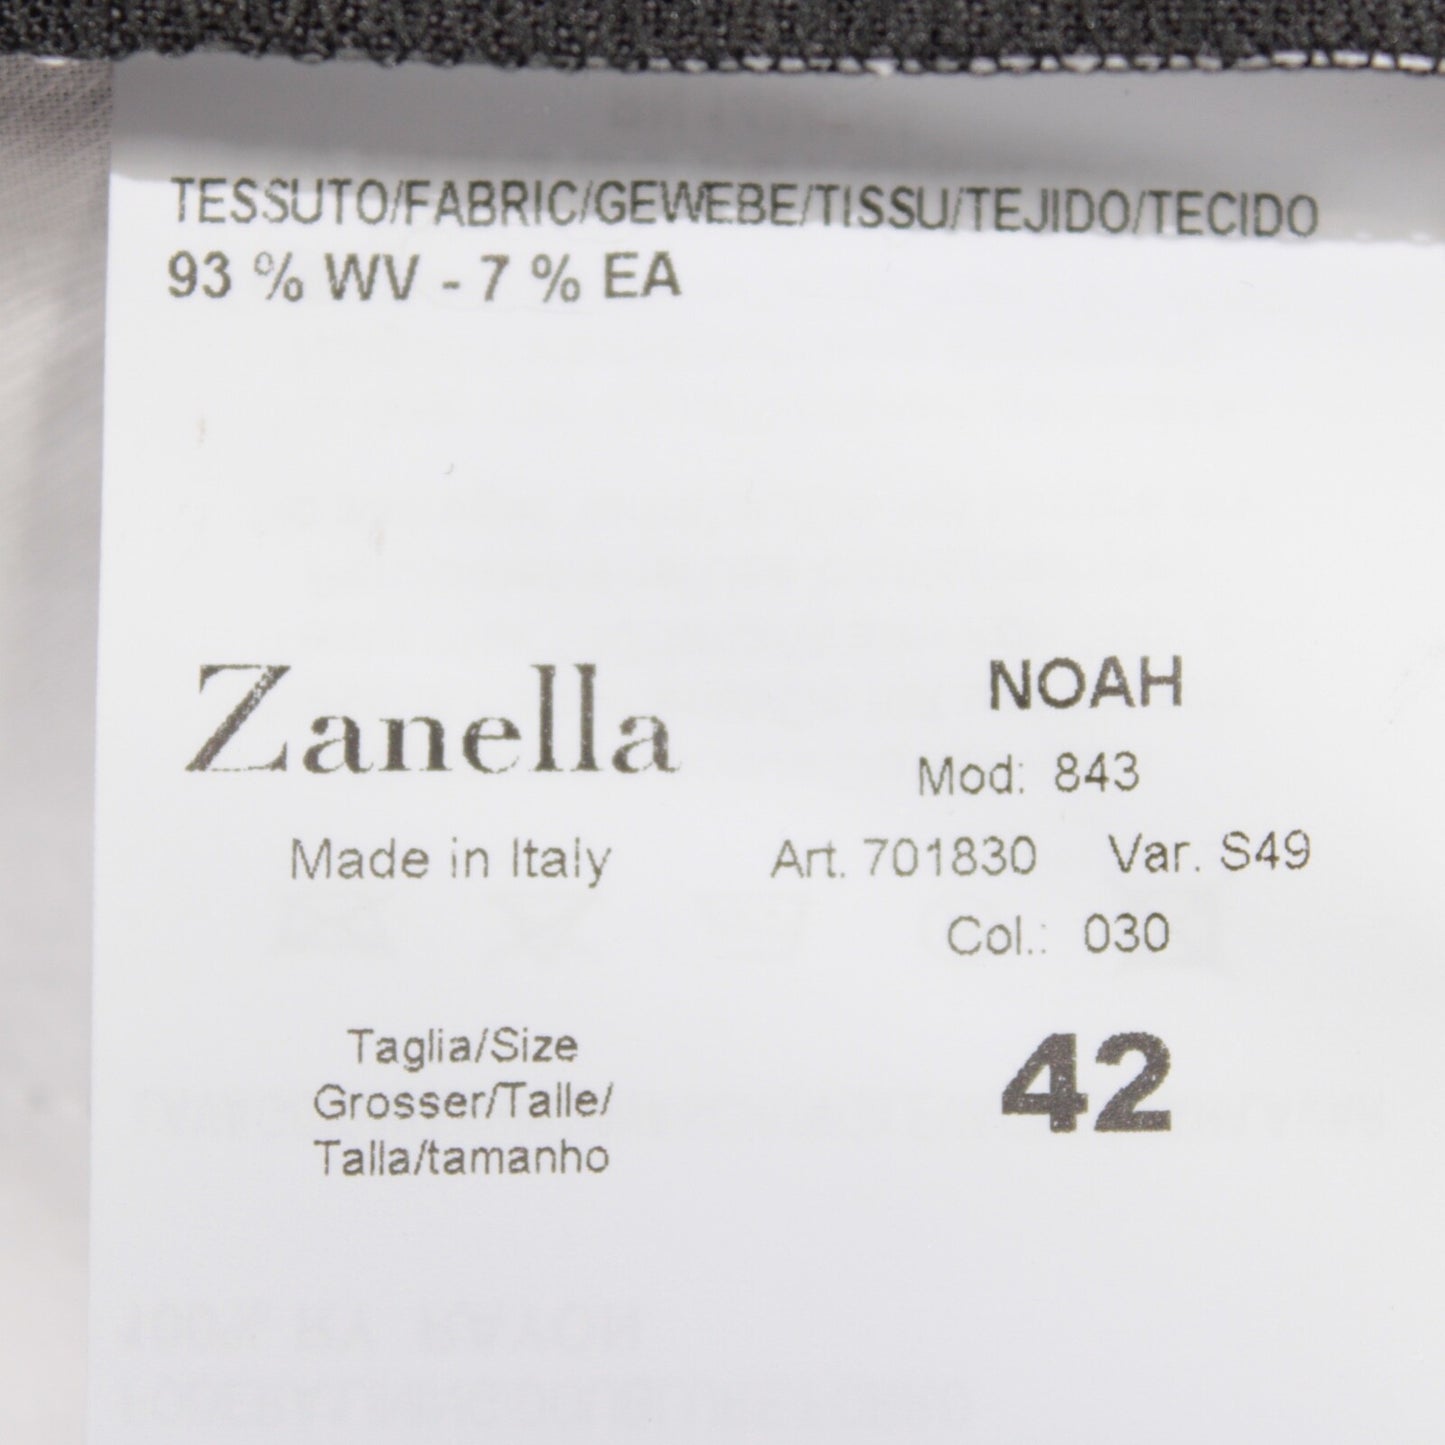 TESSUTO/FABRIC/GEWEBE/TISSU/TEJIDO/TECIDO
93 % WV - 7 % EA
Zanella
Made in Italy
NOAH
Mod: 843
Art. 701830 Var. S49
Col.: 030
Taglia/Size
Grosser/Talle/
Talla/tamanho
42